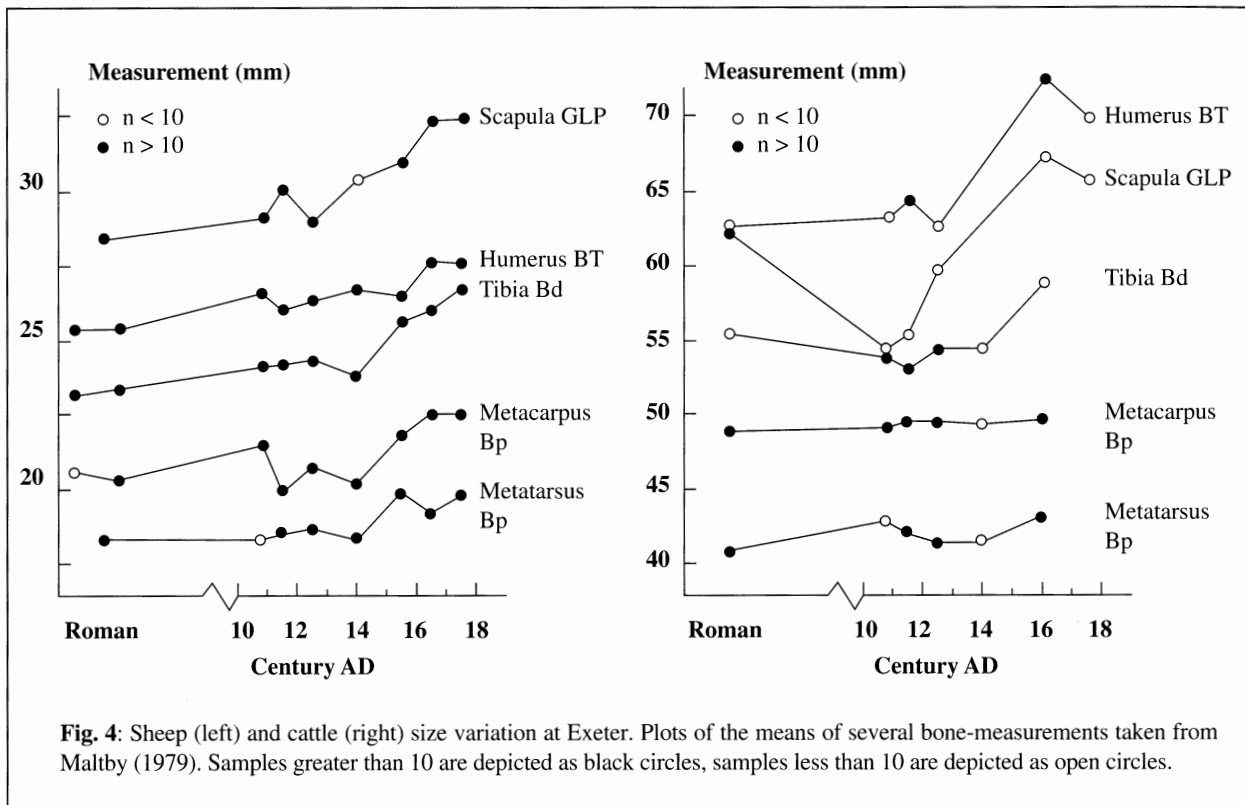 Measurement (mm)
n < 10
n > 10
30
25
20
Scapula GLP
Humerus BT
Tibia Bd
Metacarpus
Bp
Metatarsus
Bp
Roman
10 12 14 16 18
Century AD
Measurement (mm)
n < 10
n > 10
70
65
60
55
50
45
40
Humerus BT
Scapula GLP
Tibia Bd
Metacarpus
Bp
Metatarsus
Bp
Roman
10 12 14 16 18
Century AD
Fig. 4: Sheep (left) and cattle (right) size variation at Exeter. Plots of the means of several bone-measurements taken from
Maltby (1979). Samples greater than 10 are depicted as black circles, samples less than 10 are depicted as open circles.